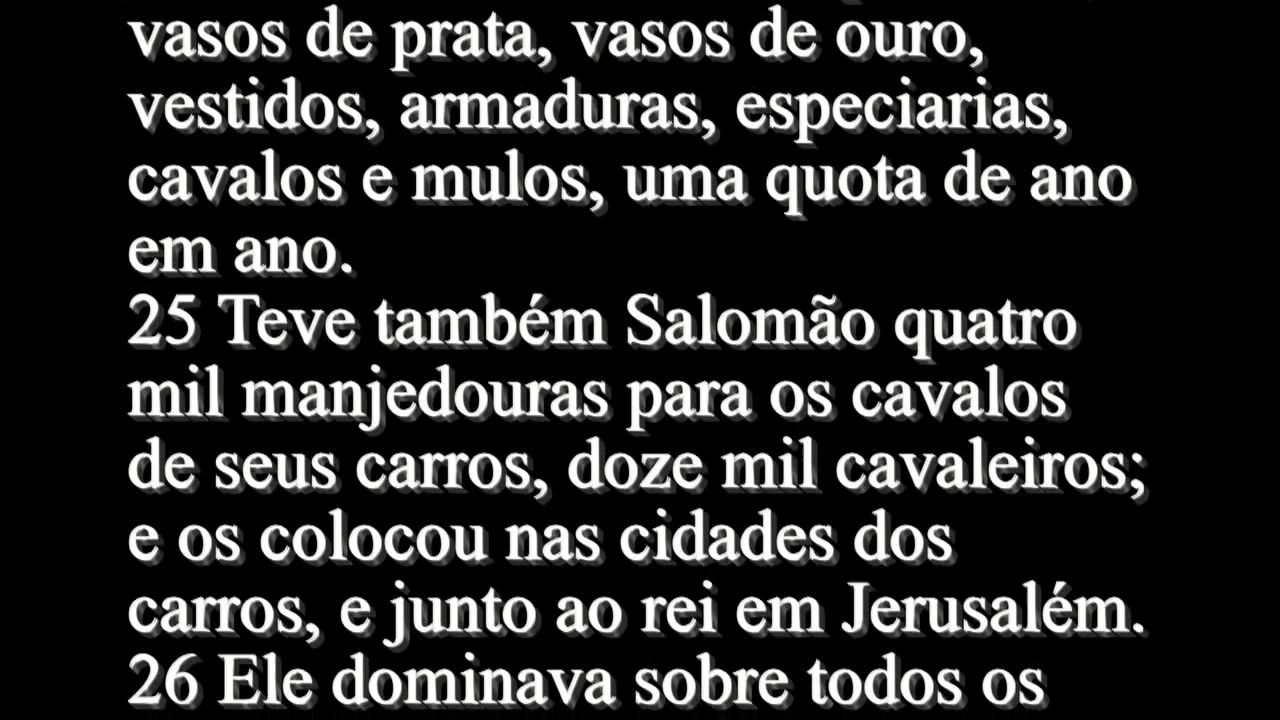 vasos de prata, vasos de ouro,
vestidos, armaduras, especiarias,
cavalos e mulos, uma quota de ano
em ano.
25 Teve também Salomão quatro
mil manjedouras para os cavalos
de seus carros, doze mil cavaleiros;
e os colocou nas cidades dos
carros, e junto ao rei em Jerusalém.
26 Ele dominava sobre todos os